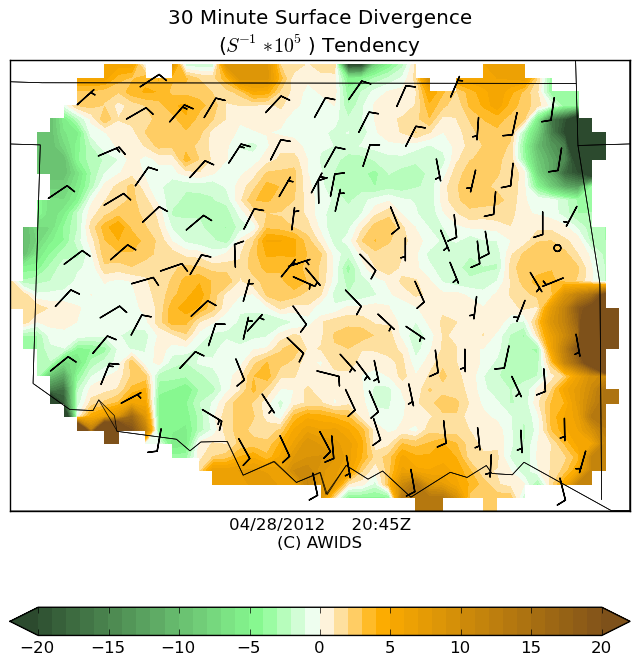 30 Minute Surface Divergence
(S⁻¹ * 10⁵ ) Tendency
04/28/2012 20:45Z
(C) AWIDS
−20 −15 −10 −5 0 5 10 15 20